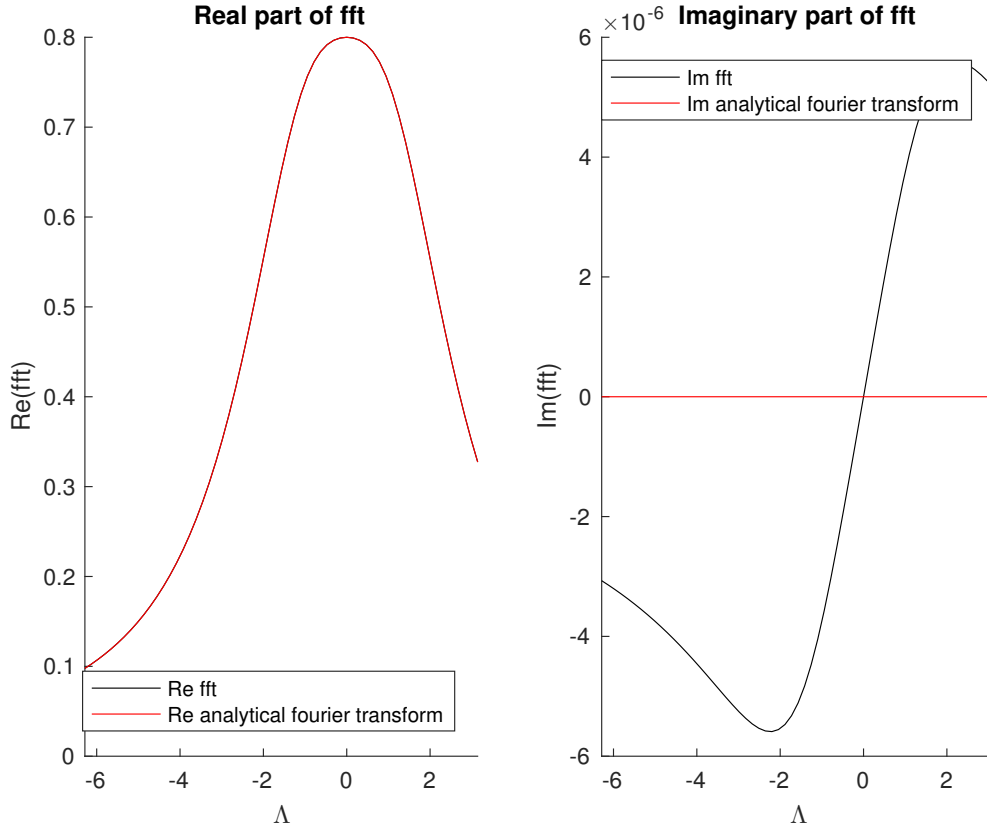 Real part of fft
0.8
0.7
0.6
0.5
0.4
0.3
0.2
0.1
0
Re(fft)
Re fft
Re analytical fourier transform
-6 -4 -2 0 2
Λ
×10⁻⁶ Imaginary part of fft
6
4
2
0
-2
-4
-6
Im(fft)
Im fft
Im analytical fourier transform
-6 -4 -2 0 2
Λ